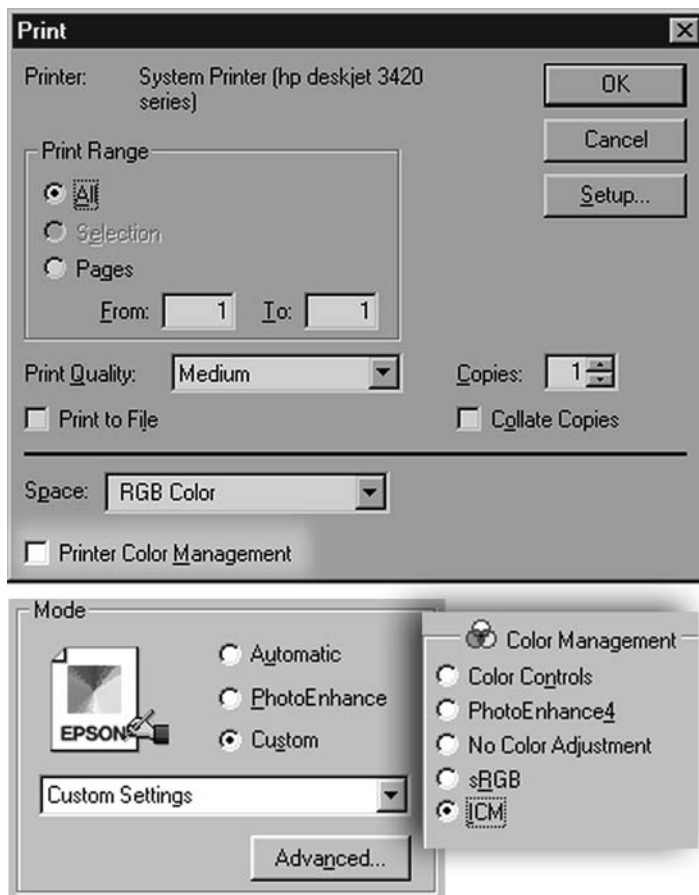 Print
Printer: System Printer (hp deskjet 3420
series)
OK
Cancel
Setup...
Print Range
All
Selection
Pages
From: 1 To: 1
Print Quality: Medium
Copies: 1
Print to File
Collate Copies
Space: RGB Color
Printer Color Management
Mode
EPSON
Automatic
PhotoEnhance
Custom
Custom Settings
Advanced...
Color Management
Color Controls
PhotoEnhance4
No Color Adjustment
sRGB
ICM